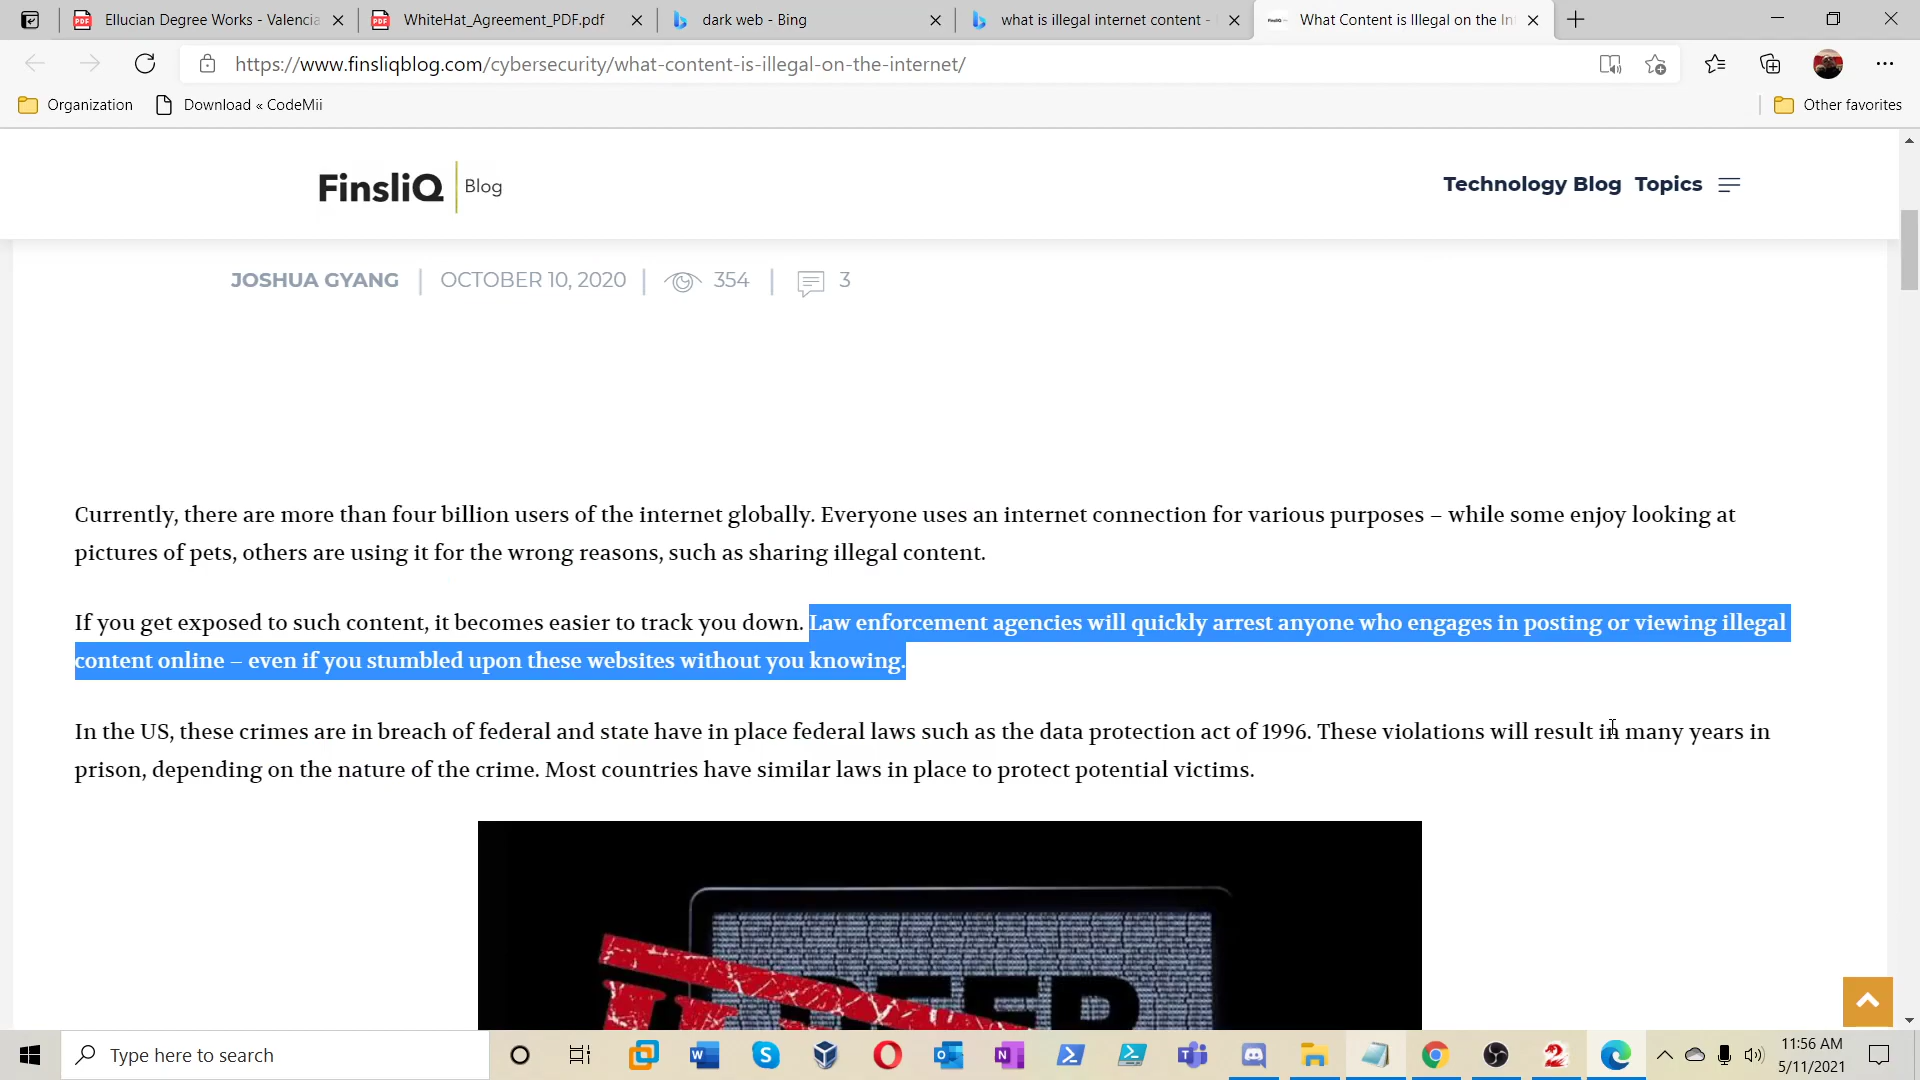 Ellucian Degree Works - Valencia
WhiteHat_Agreement_PDF.pdf
dark web - Bing
what is illegal internet content -
What Content is Illegal on the In
https://www.finsliqblog.com/cybersecurity/what-content-is-illegal-on-the-internet/
Organization
Download « CodeMii
Other favorites
FinsliQ Blog
Technology Blog Topics
JOSHUA GYANG | OCTOBER 10, 2020 | 354 | 3
Currently, there are more than four billion users of the internet globally. Everyone uses an internet connection for various purposes – while some enjoy looking at
pictures of pets, others are using it for the wrong reasons, such as sharing illegal content.
If you get exposed to such content, it becomes easier to track you down. Law enforcement agencies will quickly arrest anyone who engages in posting or viewing illegal
content online – even if you stumbled upon these websites without you knowing.
In the US, these crimes are in breach of federal and state have in place federal laws such as the data protection act of 1996. These violations will result in many years in
prison, depending on the nature of the crime. Most countries have similar laws in place to protect potential victims.
Type here to search
11:56 AM
5/11/2021